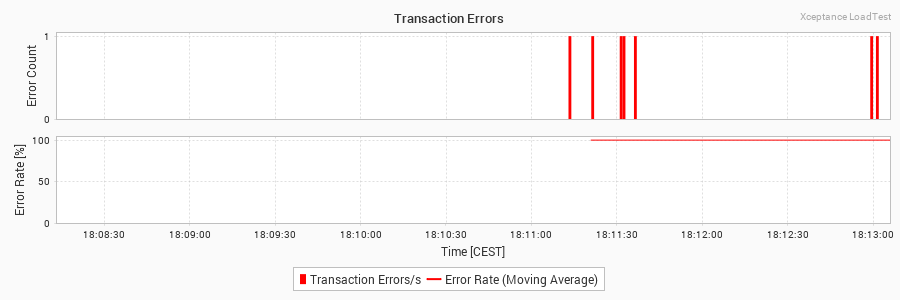 Transaction Errors
Xceptance LoadTest
Error Count
1
0
Error Rate [%]
100
50
0
18:08:30 18:09:00 18:09:30 18:10:00 18:10:30 18:11:00 18:11:30 18:12:00 18:12:30 18:13:00
Time [CEST]
Transaction Errors/s Error Rate (Moving Average)